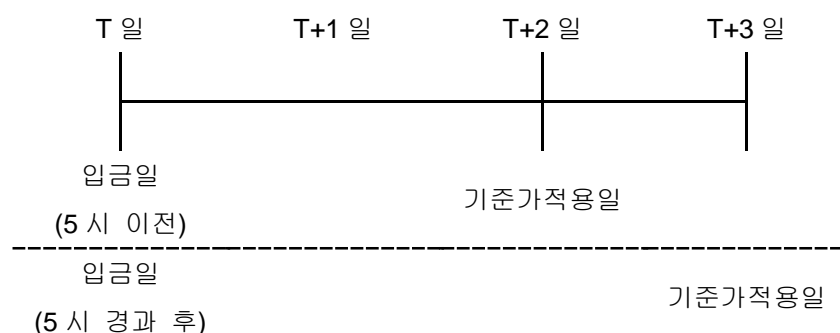 T 일 T+1 일 T+2 일 T+3 일
입금일
(5 시 이전)
기준가적용일
입금일
(5 시 경과 후)
기준가적용일